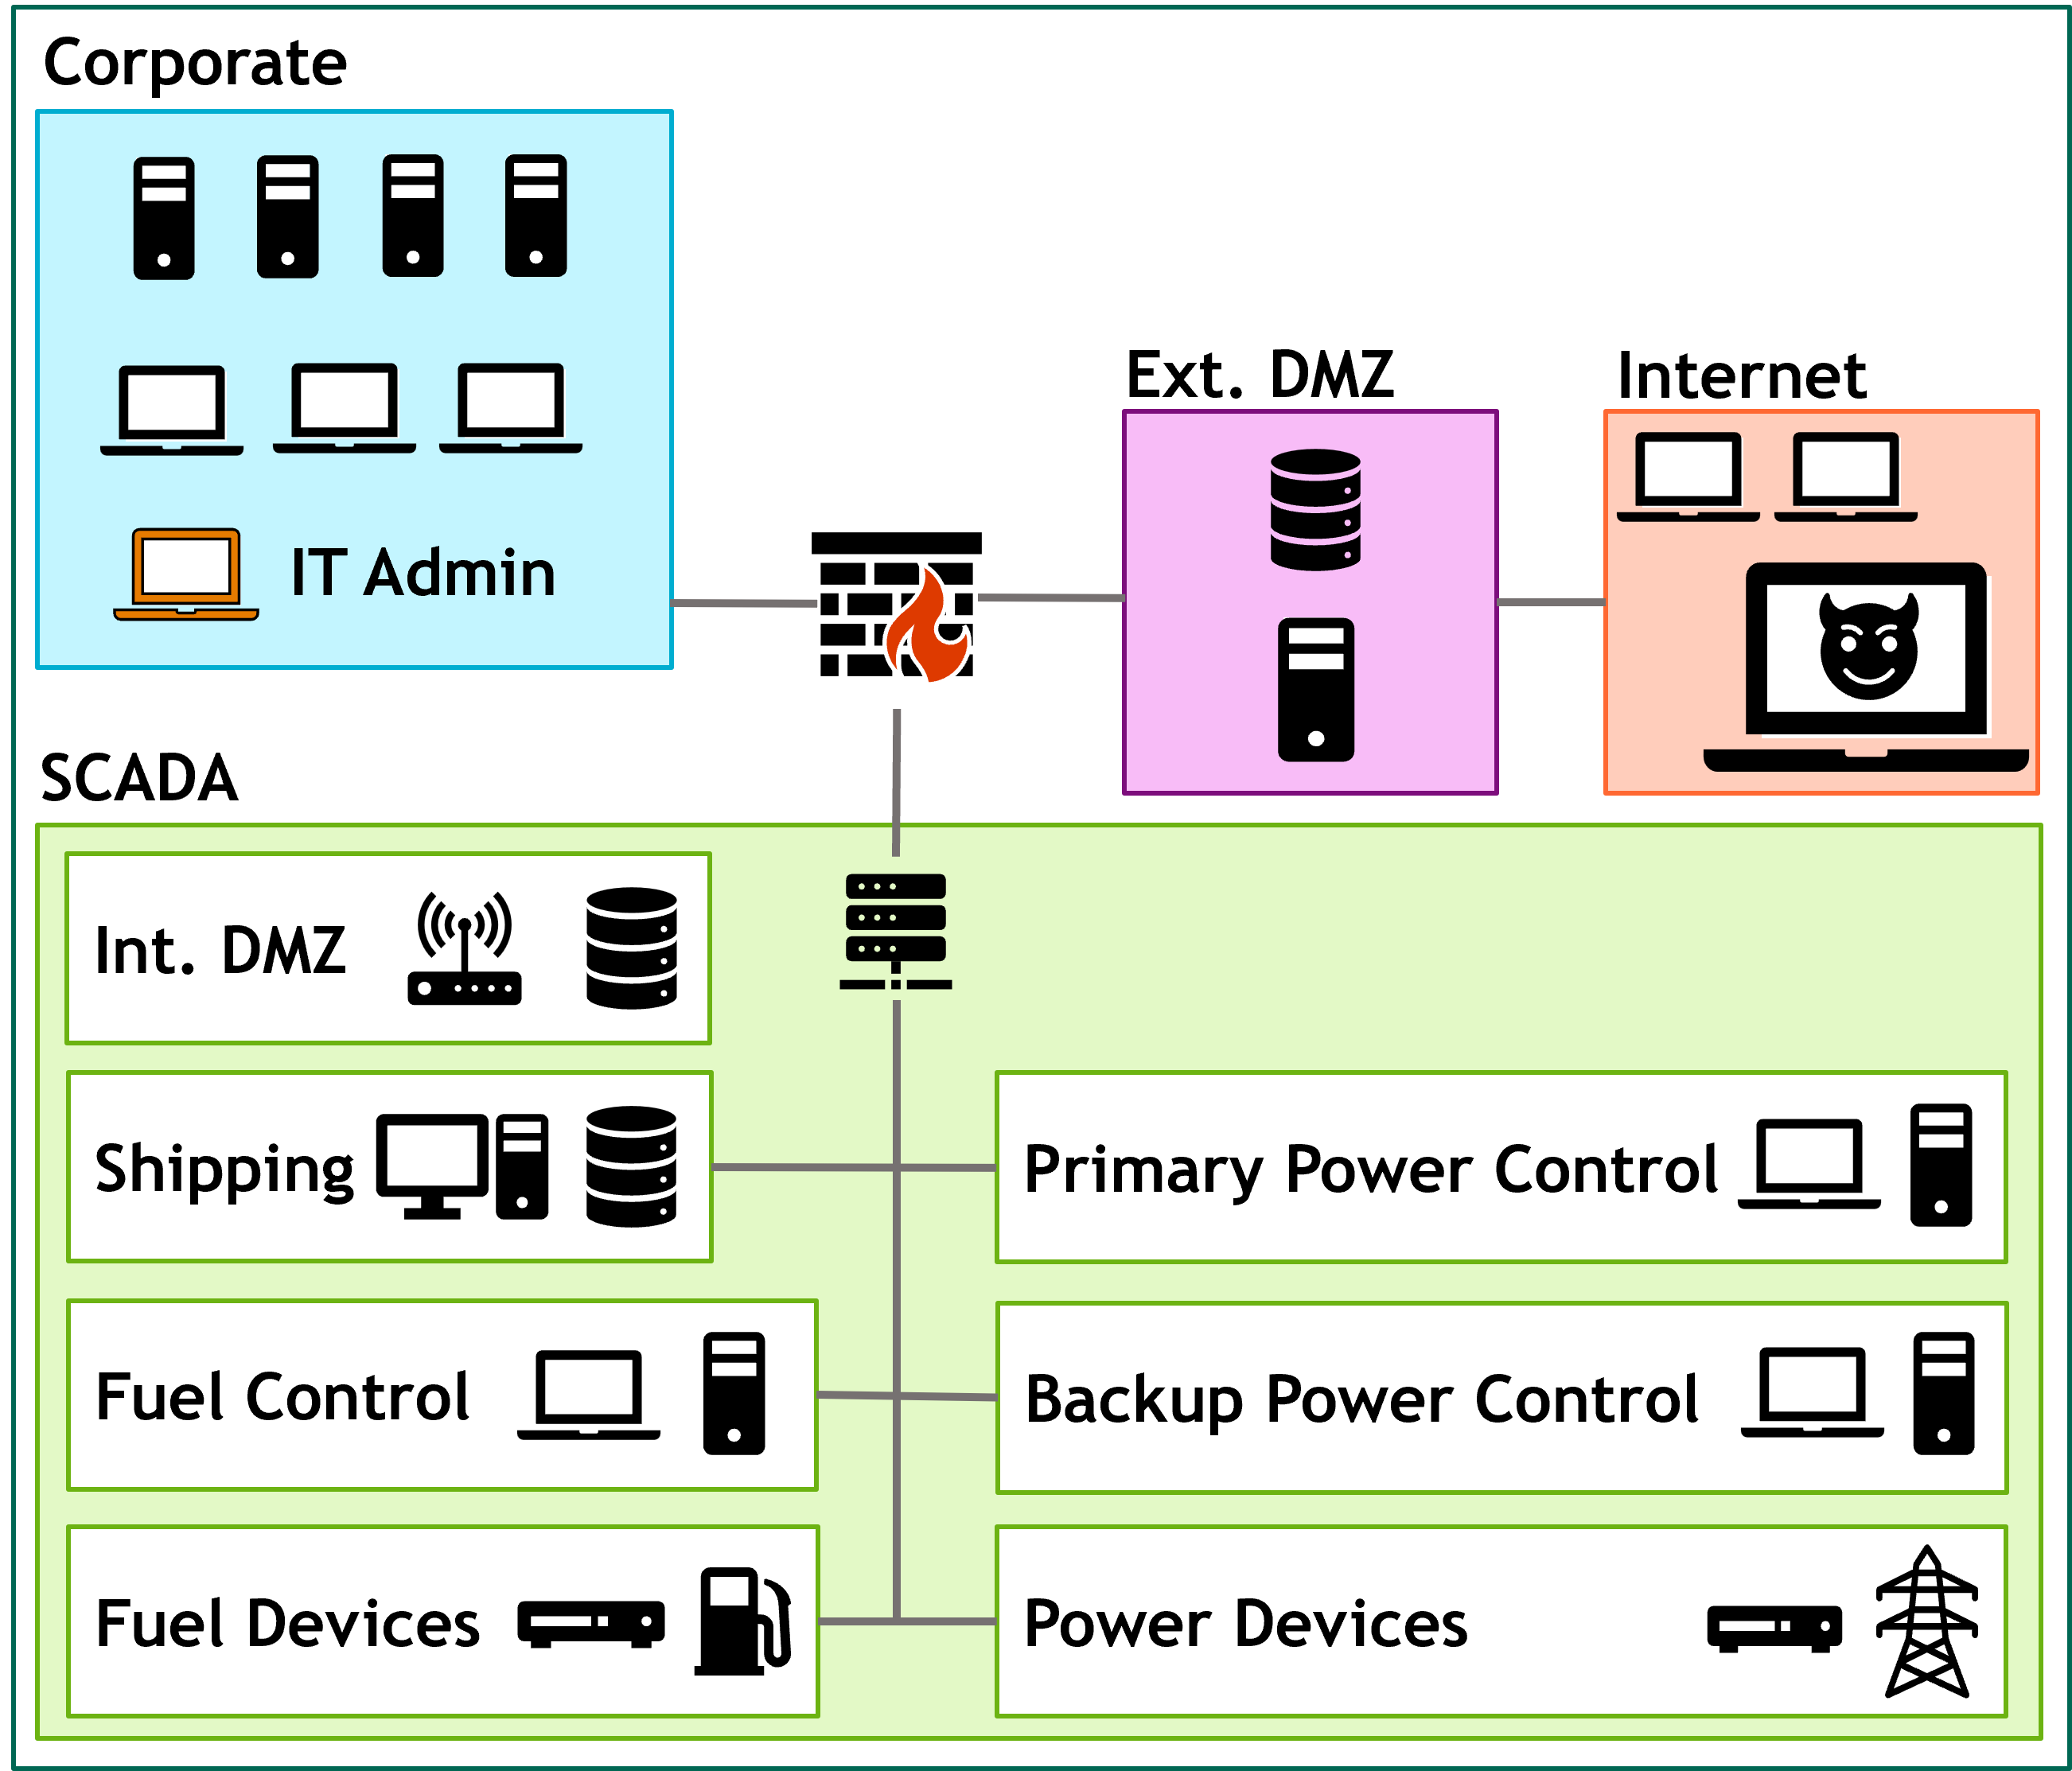 Corporate
IT Admin
Ext. DMZ
Internet
SCADA
Int. DMZ
Shipping
Primary Power Control
Fuel Control
Backup Power Control
Fuel Devices
Power Devices